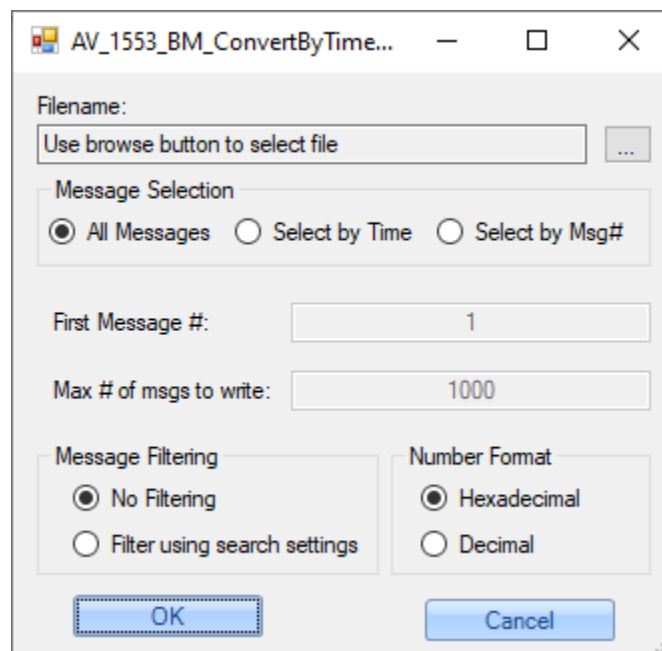 AV_1553_BM_ConvertByTime...
Filename:
Use browse button to select file
...
Message Selection
All Messages Select by Time Select by Msg#
First Message #: 1
Max # of msgs to write: 1000
Message Filtering Number Format
No Filtering Hexadecimal
Filter using search settings Decimal
OK Cancel